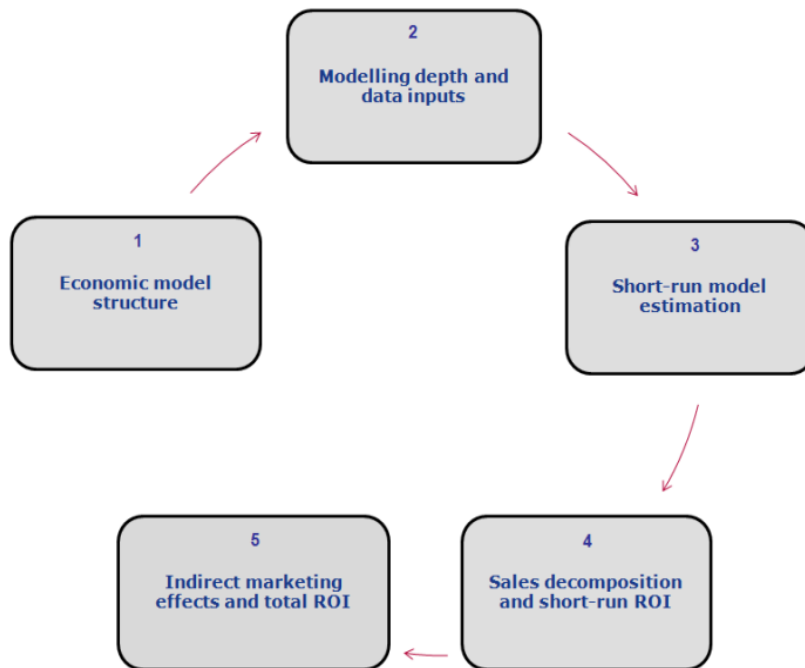 1
Economic model
structure
2
Modelling depth and
data inputs
3
Short-run model
estimation
4
Sales decomposition
and short-run ROI
5
Indirect marketing
effects and total ROI